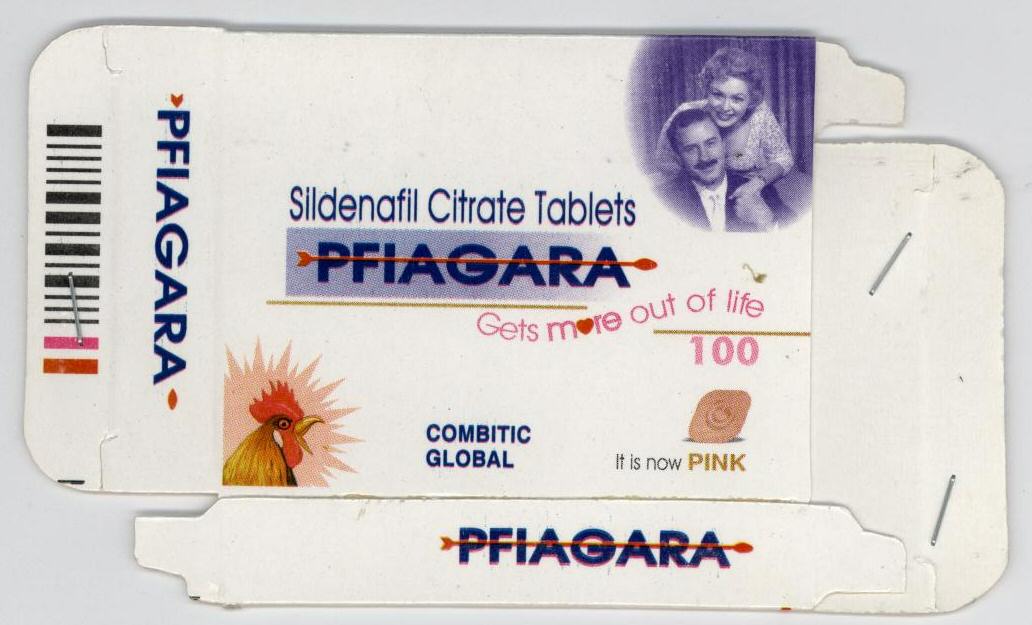 PFIAGARA
Sildenafil Citrate Tablets
PFIAGARA
Gets more out of life
100
COMBITIC
GLOBAL
It is now PINK
PFIAGARA